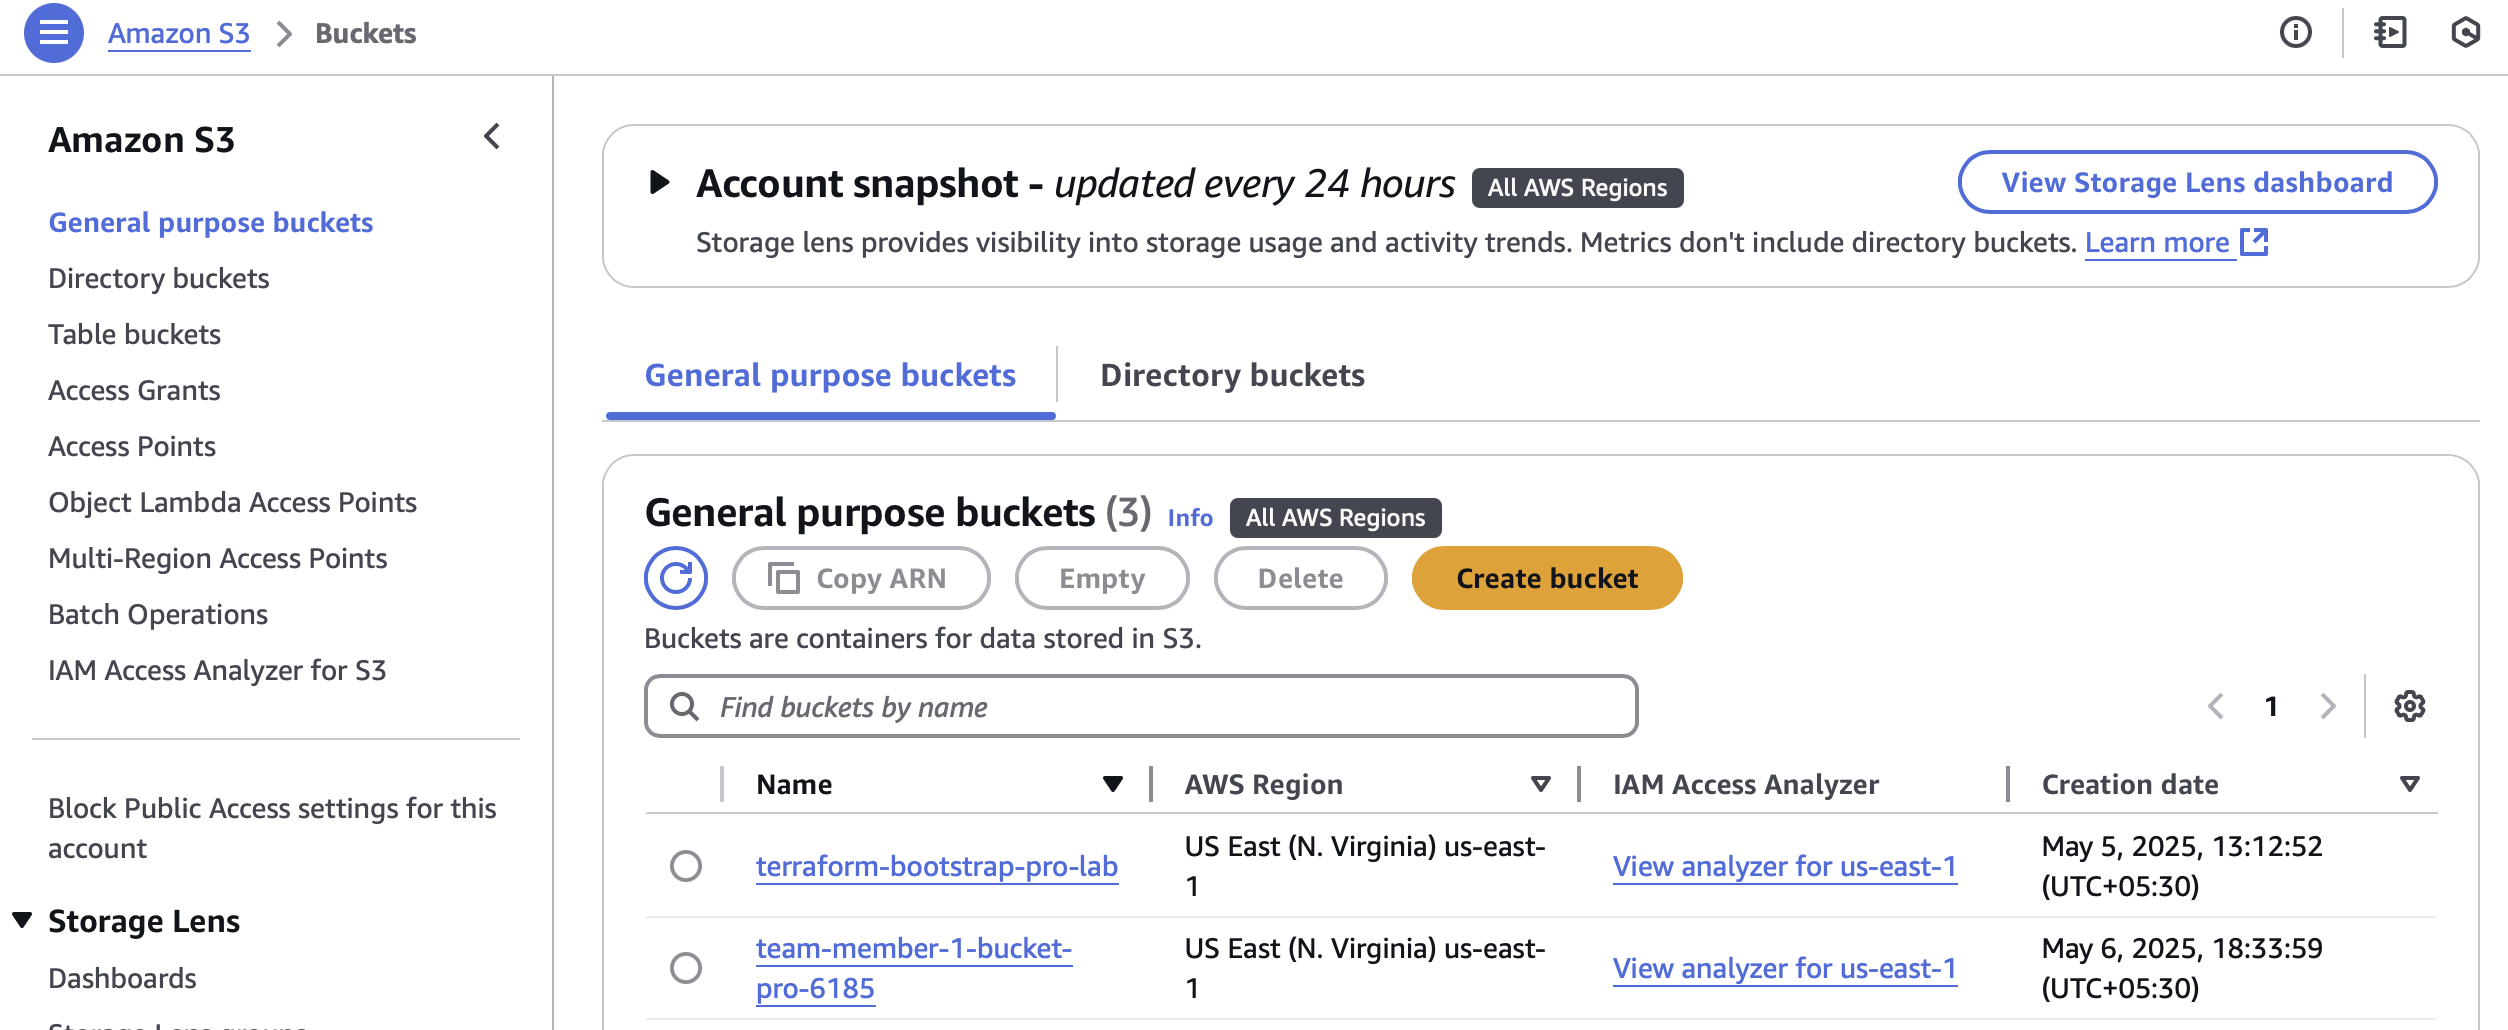 Amazon S3 > Buckets
Amazon S3
General purpose buckets
Directory buckets
Table buckets
Access Grants
Access Points
Object Lambda Access Points
Multi-Region Access Points
Batch Operations
IAM Access Analyzer for S3
Block Public Access settings for this
account
Storage Lens
Dashboards
Storage Lens groups
Account snapshot - updated every 24 hours All AWS Regions
View Storage Lens dashboard
Storage lens provides visibility into storage usage and activity trends. Metrics don't include directory buckets. Learn more
General purpose buckets Directory buckets
General purpose buckets (3) Info All AWS Regions
Copy ARN Empty Delete Create bucket
Buckets are containers for data stored in S3.
Find buckets by name
1
Name AWS Region IAM Access Analyzer Creation date
terraform-bootstrap-pro-lab
US East (N. Virginia) us-east-
1
View analyzer for us-east-1
May 5, 2025, 13:12:52
(UTC+05:30)
team-member-1-bucket-
pro-6185
US East (N. Virginia) us-east-
1
View analyzer for us-east-1
May 6, 2025, 18:33:59
(UTC+05:30)